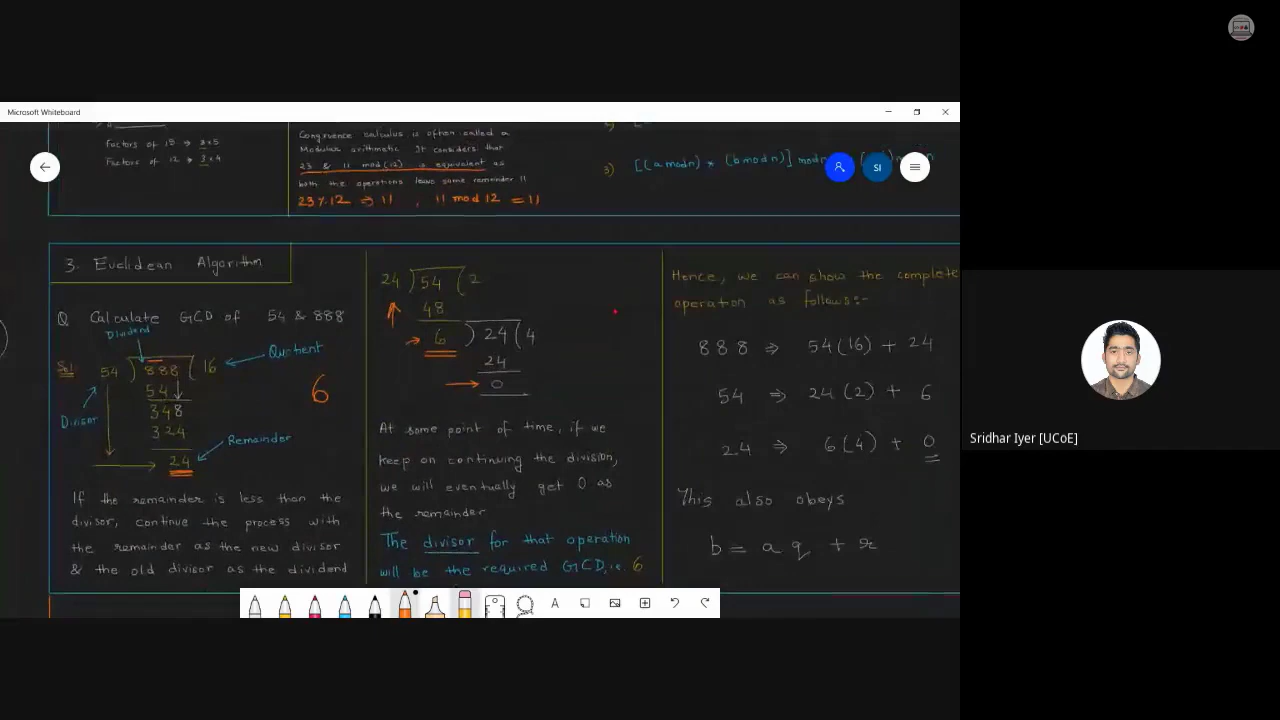 Microsoft Whiteboard
Factors of 15 → 3×5
Factors of 12 → 3×4
Congruence calculus is often called a
Modular arithmetic It considers that
23 & 11 mod(12) → equivalent as
both the operations leave same remainder 11
23%12 ⇒ 11 , 11 mod 12 = 11
3) [(a mod n) * (b mod n)] mod n
SI
3. Euclidean Algorithm
Q Calculate GCD of 54 & 888
Dividend
Sol
54 ) 888 ( 16
Quotient
54
348
Divisor
324
Remainder
24
6
If the remainder is less than the
divisor, continue the process with
the remainder as the new divisor
& the old divisor as the dividend
24 ) 54 ( 2
48
6 ) 24 ( 4
24
0
At some point of time, if we
keep on continuing the division,
we will eventually get 0 as
the remainder
The divisor for that operation
will be the required GCD, i.e. 6
Hence, we can show the complete
operation as follows:-
888 ⇒ 54(16) + 24
54 ⇒ 24(2) + 6
24 ⇒ 6(4) + 0
This also obeys
b = a q + r
A
Sridhar Iyer [UCoE]